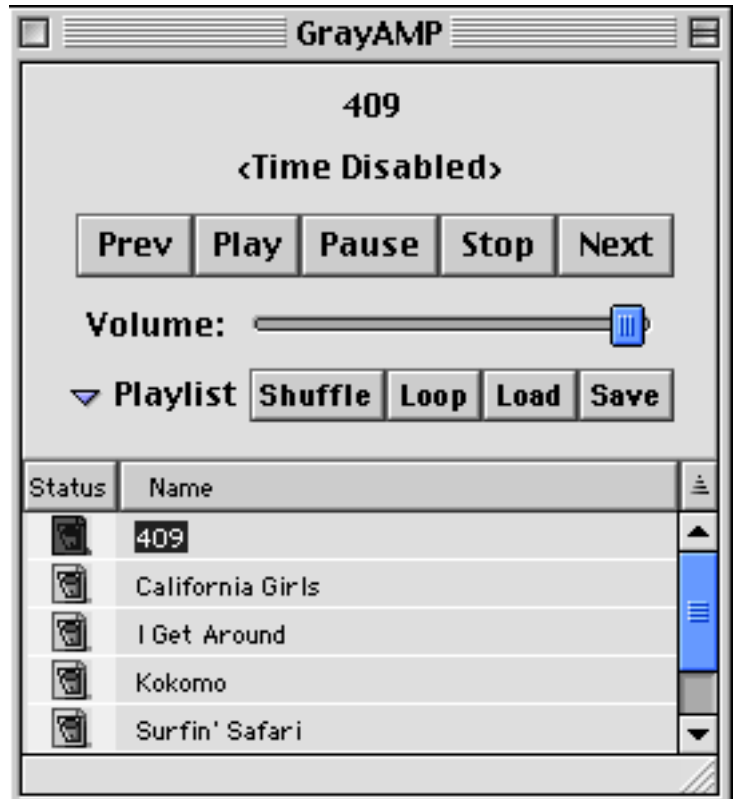 GrayAMP
409
<Time Disabled>
Prev Play Pause Stop Next
Volume:
Playlist Shuffle Loop Load Save
Status Name
409
California Girls
I Get Around
Kokomo
Surfin' Safari